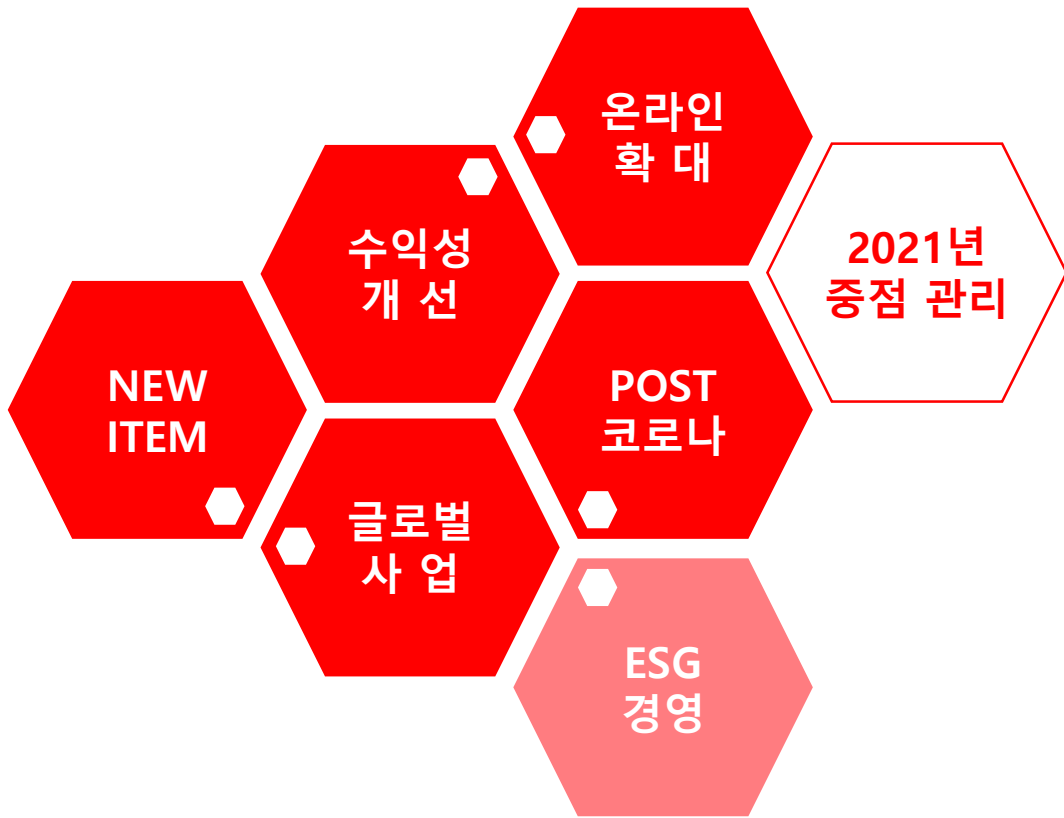 온라인
확 대
수익성
개 선
2021년
중점 관리
NEW
ITEM
POST
코로나
글로벌
사 업
ESG
경영